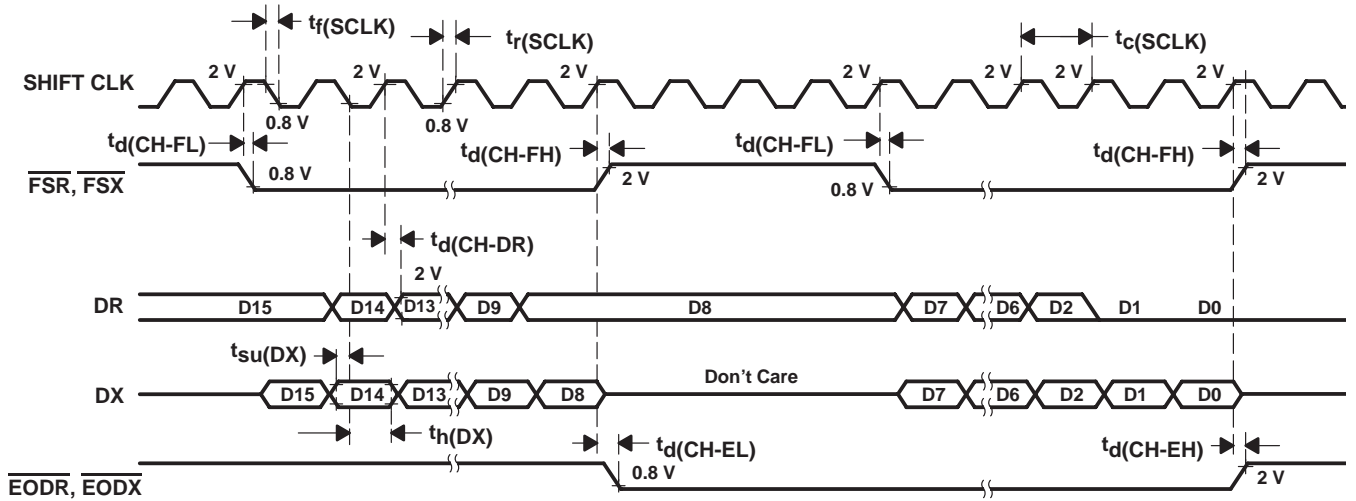 tf(SCLK)
tr(SCLK)
tc(SCLK)
SHIFT CLK
2 V 2 V 2 V 2 V 2 V 2 V 2 V 2 V
0.8 V 0.8 V
td(CH-FL) td(CH-FH) td(CH-FL) td(CH-FH)
FSR, FSX
0.8 V 2 V 0.8 V 2 V
td(CH-DR)
2 V
DR D15 D14 D13 D9 D8 D7 D6 D2 D1 D0
tsu(DX)
Don't Care
DX D15 D14 D13 D9 D8 D7 D6 D2 D1 D0
th(DX)
td(CH-EL) td(CH-EH)
0.8 V 2 V
EODR, EODX